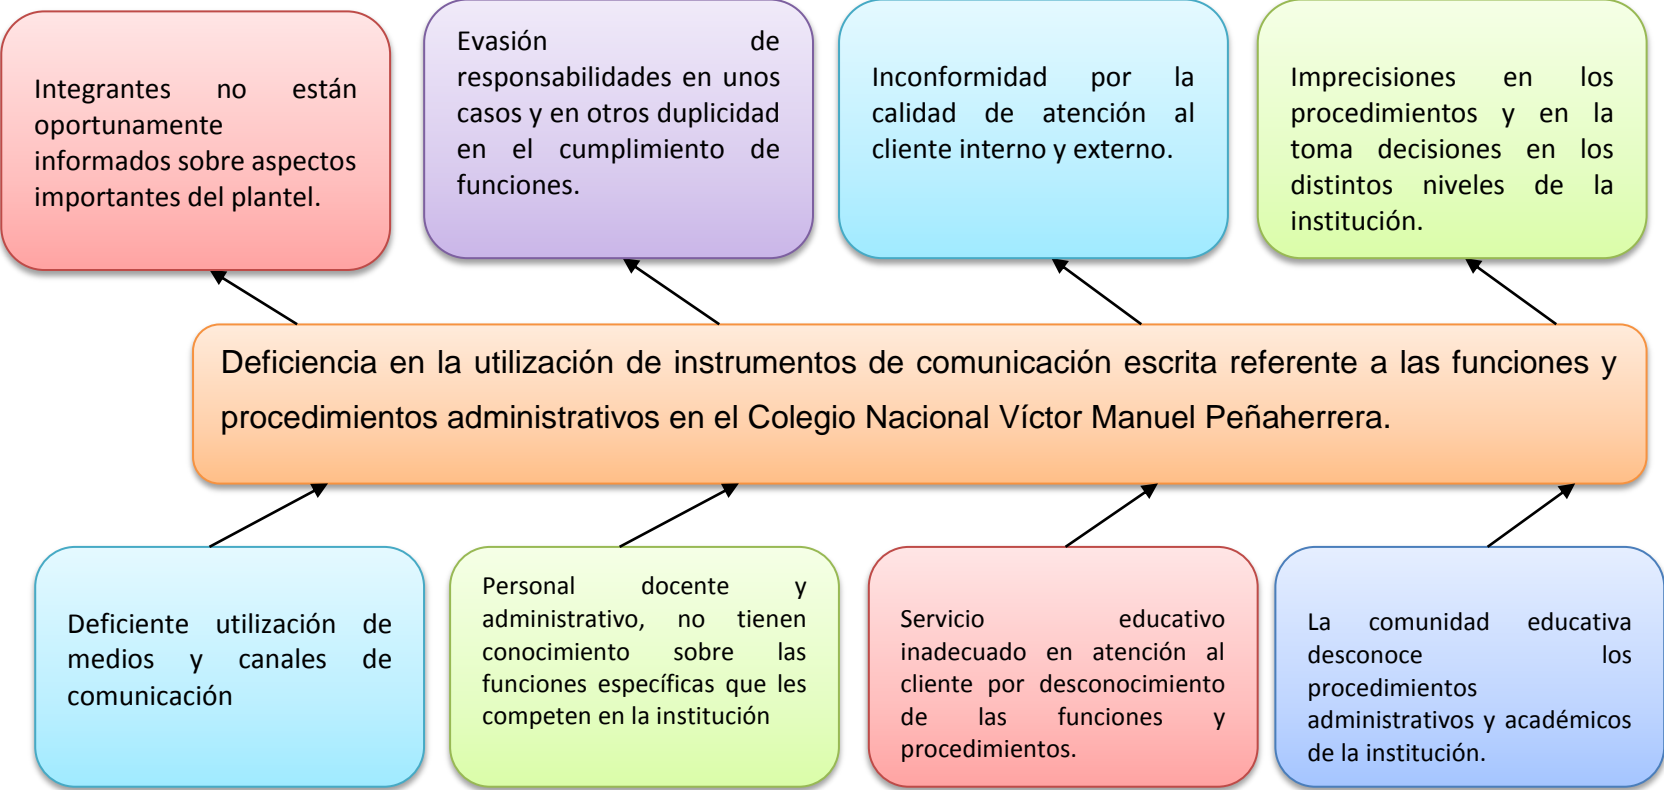 Integrantes no están
oportunamente
informados sobre aspectos
importantes del plantel.
Evasión de
responsabilidades en unos
casos y en otros duplicidad
en el cumplimiento de
funciones.
Inconformidad por la
calidad de atención al
cliente interno y externo.
Imprecisiones en los
procedimientos y en la
toma decisiones en los
distintos niveles de la
institución.
Deficiencia en la utilización de instrumentos de comunicación escrita referente a las funciones y
procedimientos administrativos en el Colegio Nacional Víctor Manuel Peñaherrera.
Deficiente utilización de
medios y canales de
comunicación
Personal docente y
administrativo, no tienen
conocimiento sobre las
funciones específicas que les
competen en la institución
Servicio educativo
inadecuado en atención al
cliente por desconocimiento
de las funciones y
procedimientos.
La comunidad educativa
desconoce los
procedimientos
administrativos y académicos
de la institución.